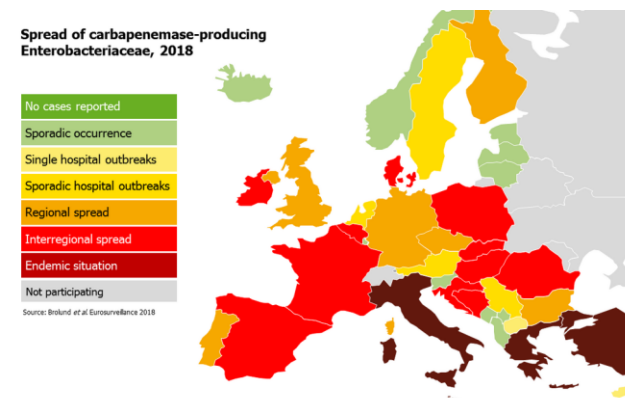 Spread of carbapenemase-producing
Enterobacteriaceae, 2018
No cases reported
Sporadic occurrence
Single hospital outbreaks
Sporadic hospital outbreaks
Regional spread
Interregional spread
Endemic situation
Not participating
Source: Brolund et al. Eurosurveillance 2018